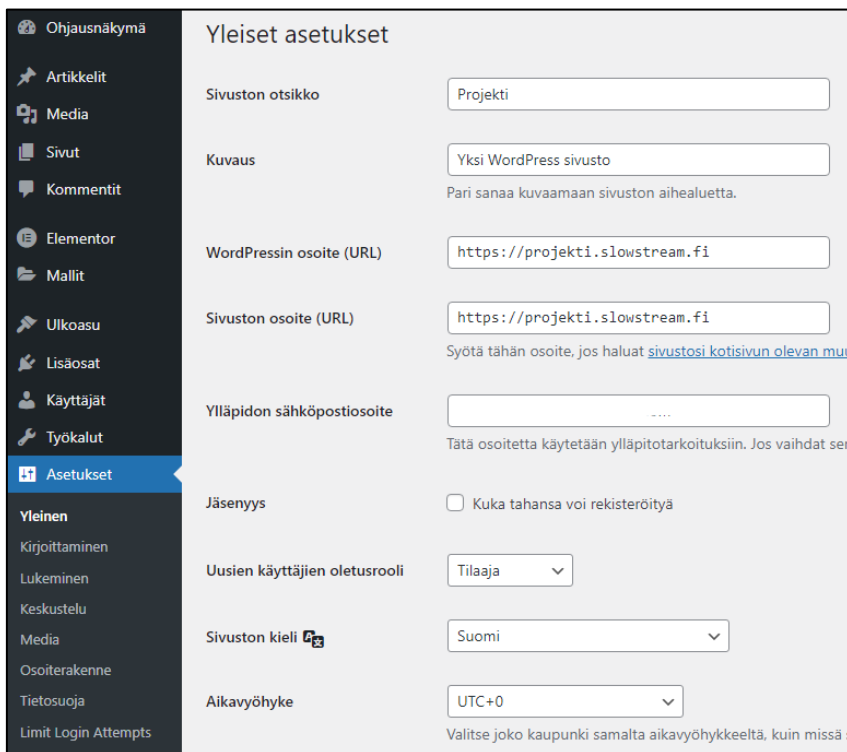 Ohjausnäkymä
Artikkelit
Media
Sivut
Kommentit
Elementor
Mallit
Ulkoasu
Lisäosat
Käyttäjät
Työkalut
Asetukset
Yleinen
Kirjoittaminen
Lukeminen
Keskustelu
Media
Osoiterakenne
Tietosuoja
Limit Login Attempts
Yleiset asetukset
Sivuston otsikko
Projekti
Kuvaus
Yksi WordPress sivusto
Pari sanaa kuvaamaan sivuston aihealuetta.
WordPressin osoite (URL)
https://projekti.slowstream.fi
Sivuston osoite (URL)
https://projekti.slowstream.fi
Syötä tähän osoite, jos haluat sivustosi kotisivun olevan
Ylläpidon sähköpostiosoite
Tätä osoitetta käytetään ylläpitotarkoituksiin. Jos vaihdat
Jäsenyys
Kuka tahansa voi rekisteröityä
Uusien käyttäjien oletusrooli
Tilaaja
Sivuston kieli
Suomi
Aikavyöhyke
UTC+0
Valitse joko kaupunki samalta aikavyöhykkeeltä, kuin missä